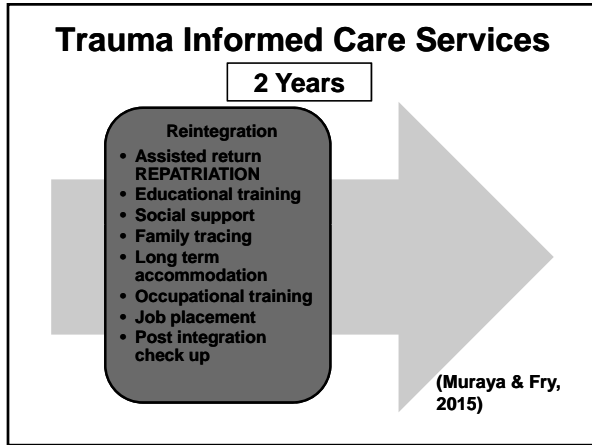 Trauma Informed Care Services
2 Years
Reintegration
• Assisted return
REPATRIATION
• Educational training
• Social support
• Family tracing
• Long term
accommodation
• Occupational training
• Job placement
• Post integration
check up
(Muraya & Fry,
2015)